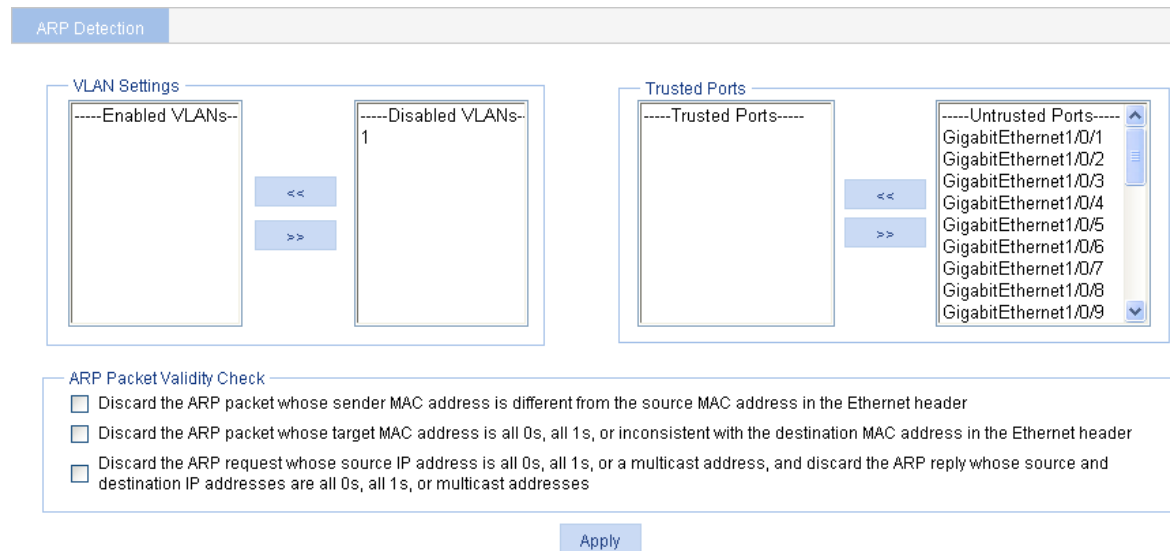 ARP Detection
VLAN Settings
-----Enabled VLANs--
-----Disabled VLANs-
1
<<
>>
Trusted Ports
-----Trusted Ports-----
-----Untrusted Ports-----
GigabitEthernet1/0/1
GigabitEthernet1/0/2
GigabitEthernet1/0/3
GigabitEthernet1/0/4
GigabitEthernet1/0/5
GigabitEthernet1/0/6
GigabitEthernet1/0/7
GigabitEthernet1/0/8
GigabitEthernet1/0/9
<<
>>
ARP Packet Validity Check
Discard the ARP packet whose sender MAC address is different from the source MAC address in the Ethernet header
Discard the ARP packet whose target MAC address is all 0s, all 1s, or inconsistent with the destination MAC address in the Ethernet header
Discard the ARP request whose source IP address is all 0s, all 1s, or a multicast address, and discard the ARP reply whose source and
destination IP addresses are all 0s, all 1s, or multicast addresses
Apply